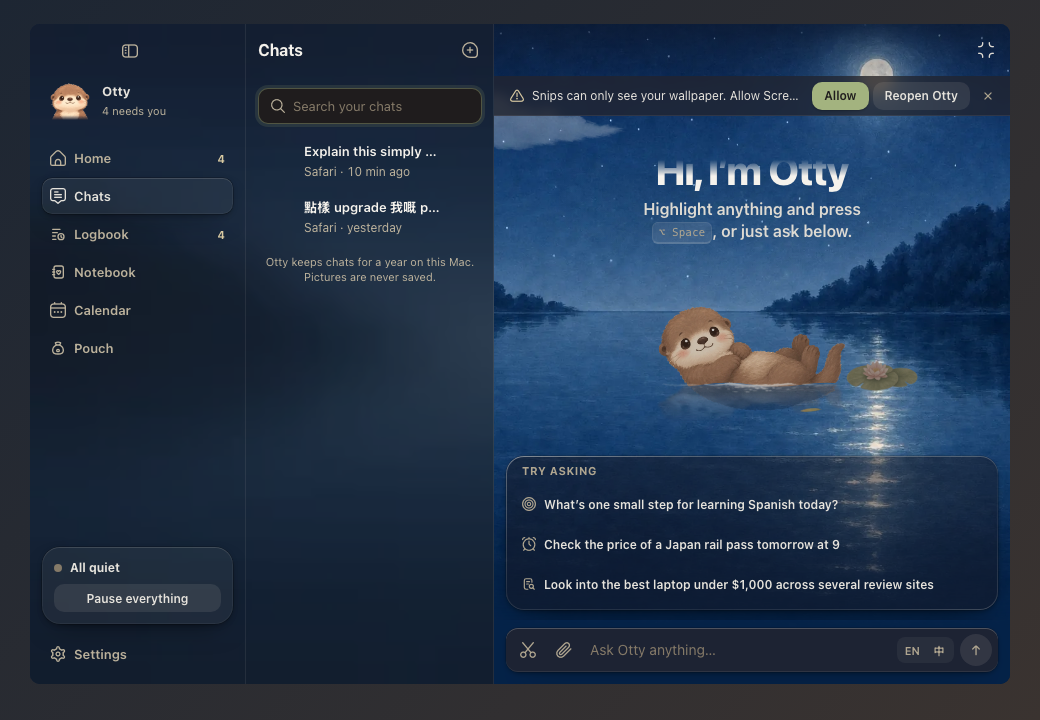 Otty
4 needs you
Home 4
Chats
Logbook 4
Notebook
Calendar
Pouch
All quiet
Pause everything
Settings
Chats
Search your chats
Explain this simply ...
Safari · 10 min ago
點樣 upgrade 我嘅 p...
Safari · yesterday
Otty keeps chats for a year on this Mac.
Pictures are never saved.
Snips can only see your wallpaper. Allow Scre...
Allow
Reopen Otty
Hi, I'm Otty
Highlight anything and press
⌥ Space, or just ask below.
TRY ASKING
What's one small step for learning Spanish today?
Check the price of a Japan rail pass tomorrow at 9
Look into the best laptop under $1,000 across several review sites
Ask Otty anything...
EN 中